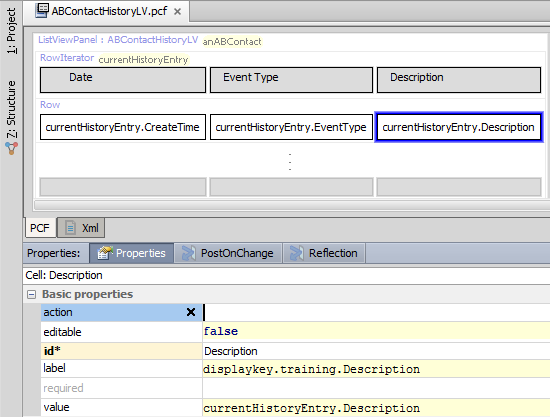 ABContactHistoryLV.pcf ×
1: Project
Z: Structure
ListViewPanel : ABContactHistoryLV anABContact
RowIterator currentHistoryEntry
Date Event Type Description
Row
currentHistoryEntry.CreateTime currentHistoryEntry.EventType currentHistoryEntry.Description
PCF Xml
Properties: Properties PostOnChange Reflection
Cell: Description
Basic properties
action
editable false
id* Description
label displaykey.training.Description
required
value currentHistoryEntry.Description